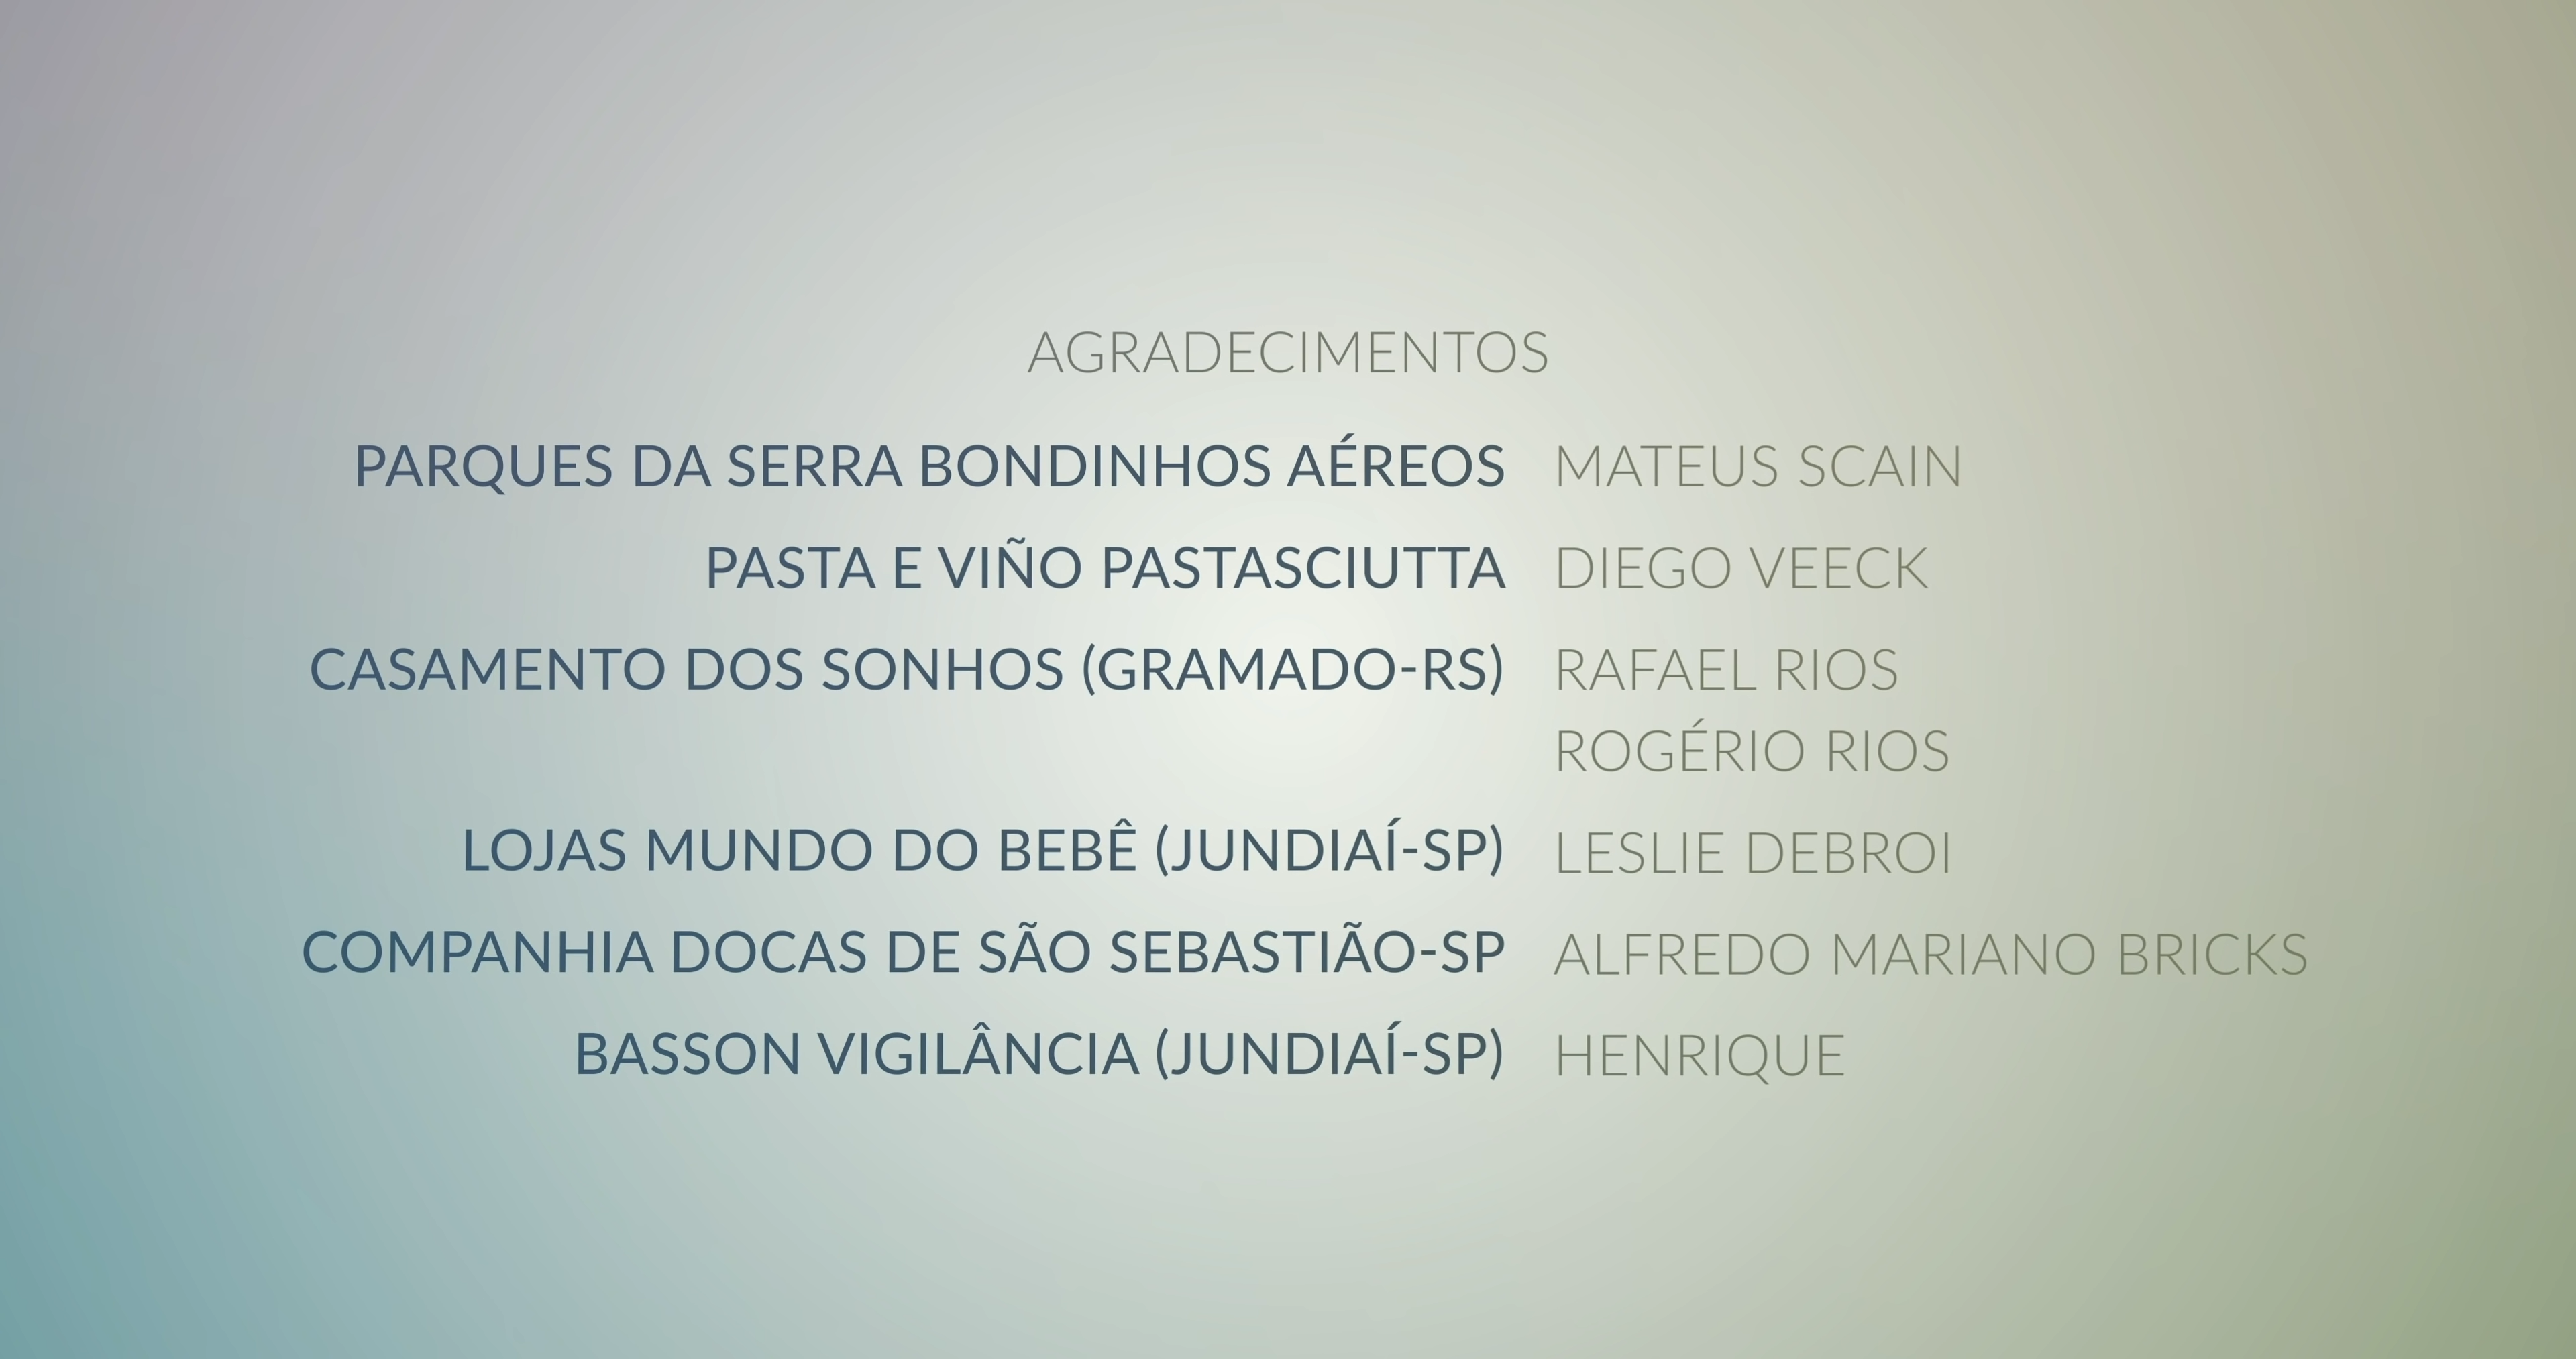 AGRADECIMENTOS
PARQUES DA SERRA BONDINHOS AÉREOS MATEUS SCAIN
PASTA E VIÑO PASTASCIUTTA DIEGO VEECK
CASAMENTO DOS SONHOS (GRAMADO-RS) RAFAEL RIOS
ROGÉRIO RIOS
LOJAS MUNDO DO BEBÊ (JUNDIAÍ-SP) LESLIE DEBROI
COMPANHIA DOCAS DE SÃO SEBASTIÃO-SP ALFREDO MARIANO BRICKS
BASSON VIGILÂNCIA (JUNDIAÍ-SP) HENRIQUE